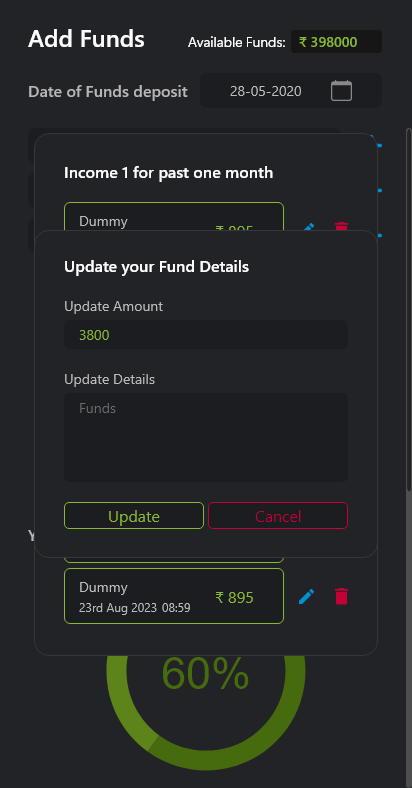 Add Funds
Available Funds: ₹ 398000
Date of Funds deposit 28-05-2020
Income 1 for past one month
Dummy
₹ 895
Update your Fund Details
Update Amount
3800
Update Details
Funds
Update Cancel
Y
Dummy
₹ 895
23rd Aug 2023 08:59
60%